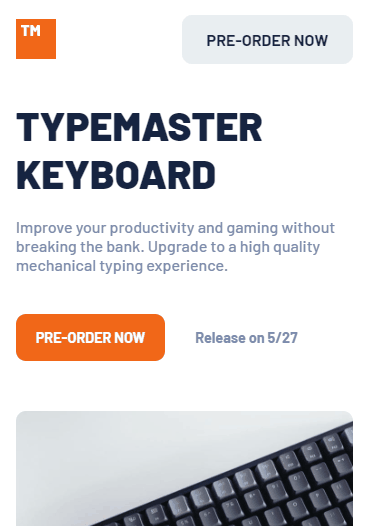 TM
PRE-ORDER NOW
TYPEMASTER
KEYBOARD
Improve your productivity and gaming without
breaking the bank. Upgrade to a high quality
mechanical typing experience.
PRE-ORDER NOW
Release on 5/27